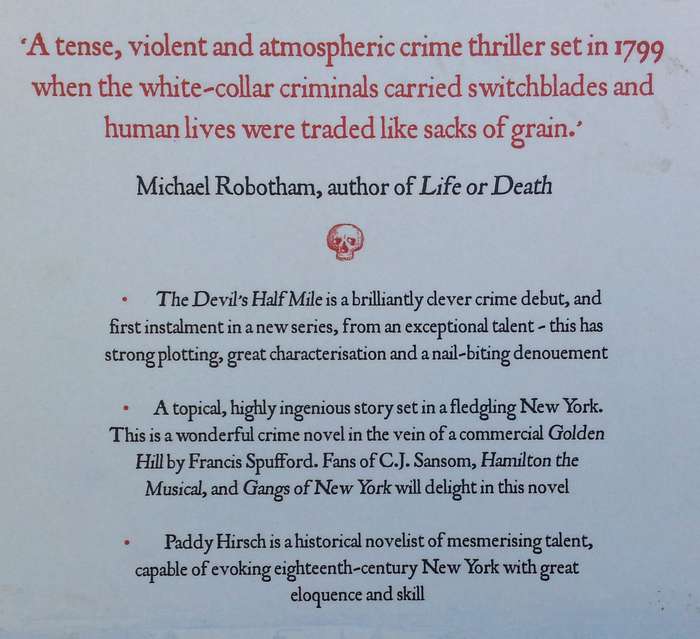 ‘A tense, violent and atmospheric crime thriller set in 1799
when the white-collar criminals carried switchblades and
human lives were traded like sacks of grain.’
Michael Robotham, author of Life or Death
• The Devil's Half Mile is a brilliantly clever crime debut, and
first instalment in a new series, from an exceptional talent - this has
strong plotting, great characterisation and a nail-biting denouement
• A topical, highly ingenious story set in a fledgling New York.
This is a wonderful crime novel in the vein of a commercial Golden
Hill by Francis Spufford. Fans of C.J. Sansom, Hamilton the
Musical, and Gangs of New York will delight in this novel
• Paddy Hirsch is a historical novelist of mesmerising talent,
capable of evoking eighteenth-century New York with great
eloquence and skill